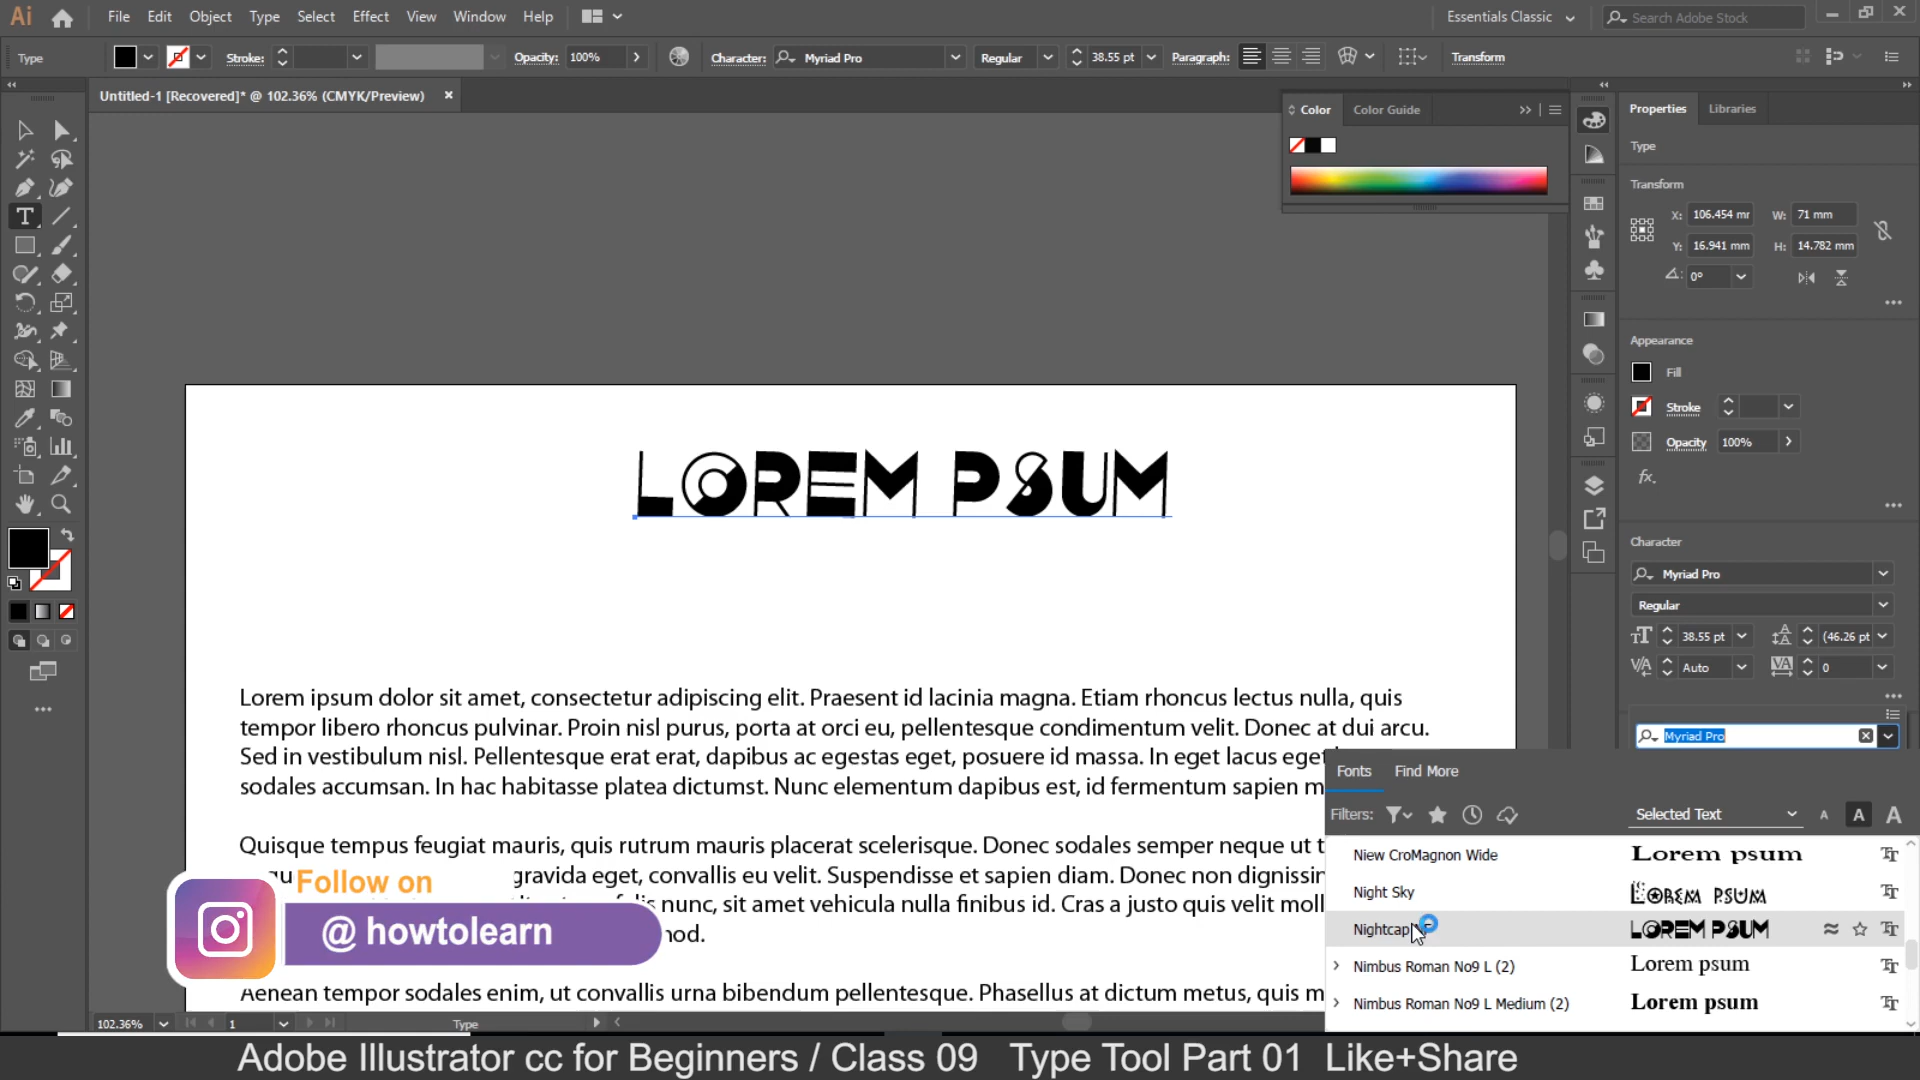 Ai File Edit Object Type Select Effect View Window Help Essentials Classic Search Adobe Stock
Type Stroke: Opacity: 100% Character: Myriad Pro Regular 38.55 pt Paragraph: Transform
Untitled-1 [Recovered]* @ 102.36% (CMYK/Preview)
Color Color Guide
Properties Libraries
Type
Transform
X: 106.454 mr W: 71 mm
Y: 16.941 mm H: 14.782 mm
0°
Appearance
Fill
Stroke
Opacity 100%
fx.
Character
Myriad Pro
Regular
38.55 pt (46.26 pt
Auto 0
Myriad Pro
LOREM PSUM
Lorem ipsum dolor sit amet, consectetur adipiscing elit. Praesent id lacinia magna. Etiam rhoncus lectus nulla, quis
tempor libero rhoncus pulvinar. Proin nisl purus, porta at orci eu, pellentesque condimentum velit. Donec at dui arcu.
Sed in vestibulum nisl. Pellentesque erat erat, dapibus ac egestas eget, posuere id massa. In eget lacus eget
sodales accumsan. In hac habitasse platea dictumst. Nunc elementum dapibus est, id fermentum sapien m
Quisque tempus feugiat mauris, quis rutrum mauris placerat scelerisque. Donec sodales semper neque ut t
gravida eget, convallis eu velit. Suspendisse et sapien diam. Donec non dignissin
nunc, sit amet vehicula nulla finibus id. Cras a justo quis velit moll
Aenean tempor sodales enim, ut convallis urna bibendum pellentesque. Phasellus at dictum metus, quis m
Follow on
@ howtolearn
Fonts Find More
Filters: Selected Text A A A
Niew CroMagnon Wide Lorem psum
Night Sky Lorem psum
Nightcap LOREM PSUM
Nimbus Roman No9 L (2) Lorem psum
Nimbus Roman No9 L Medium (2) Lorem psum
102.36% 1 Type
Adobe Illustrator cc for Beginners / Class 09 Type Tool Part 01 Like+Share